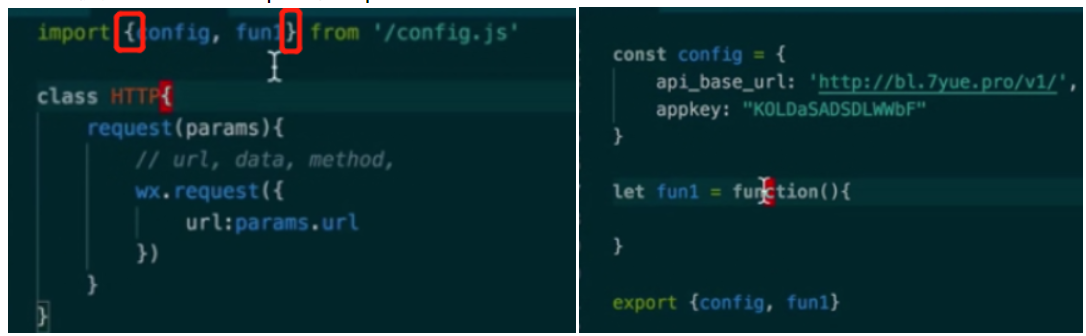 import {config, fun1} from '/config.js'
class HTTP{
request(params){
// url, data, method,
wx.request({
url:params.url
})
}
}
const config = {
api_base_url: 'http://bl.7yue.pro/v1/',
appkey: "KOLDaSADSDLWWbF"
}
let fun1 = function(){
}
export {config, fun1}